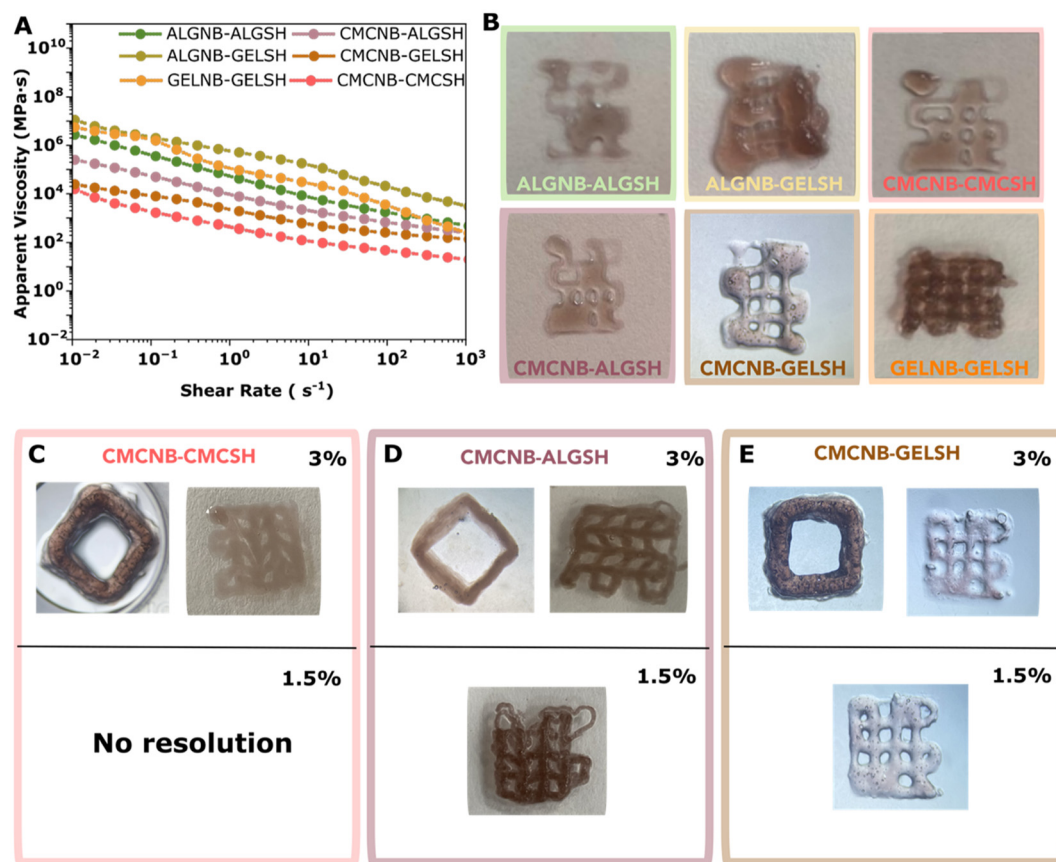 A
ALGNB-ALGSH
CMCNB-ALGSH
ALGNB-GELSH
CMCNB-GELSH
GELNB-GELSH
CMCNB-CMCSH
Apparent Viscosity (MPa·s)
10¹⁰
10⁸
10⁶
10⁴
10²
10⁰
10⁻²
10⁻² 10⁻¹ 10⁰ 10¹ 10² 10³
Shear Rate ( s⁻¹)
B
ALGNB-ALGSH
ALGNB-GELSH
CMCNB-CMCSH
CMCNB-ALGSH
CMCNB-GELSH
GELNB-GELSH
C
CMCNB-CMCSH
3%
1.5%
No resolution
D
CMCNB-ALGSH
3%
1.5%
E
CMCNB-GELSH
3%
1.5%